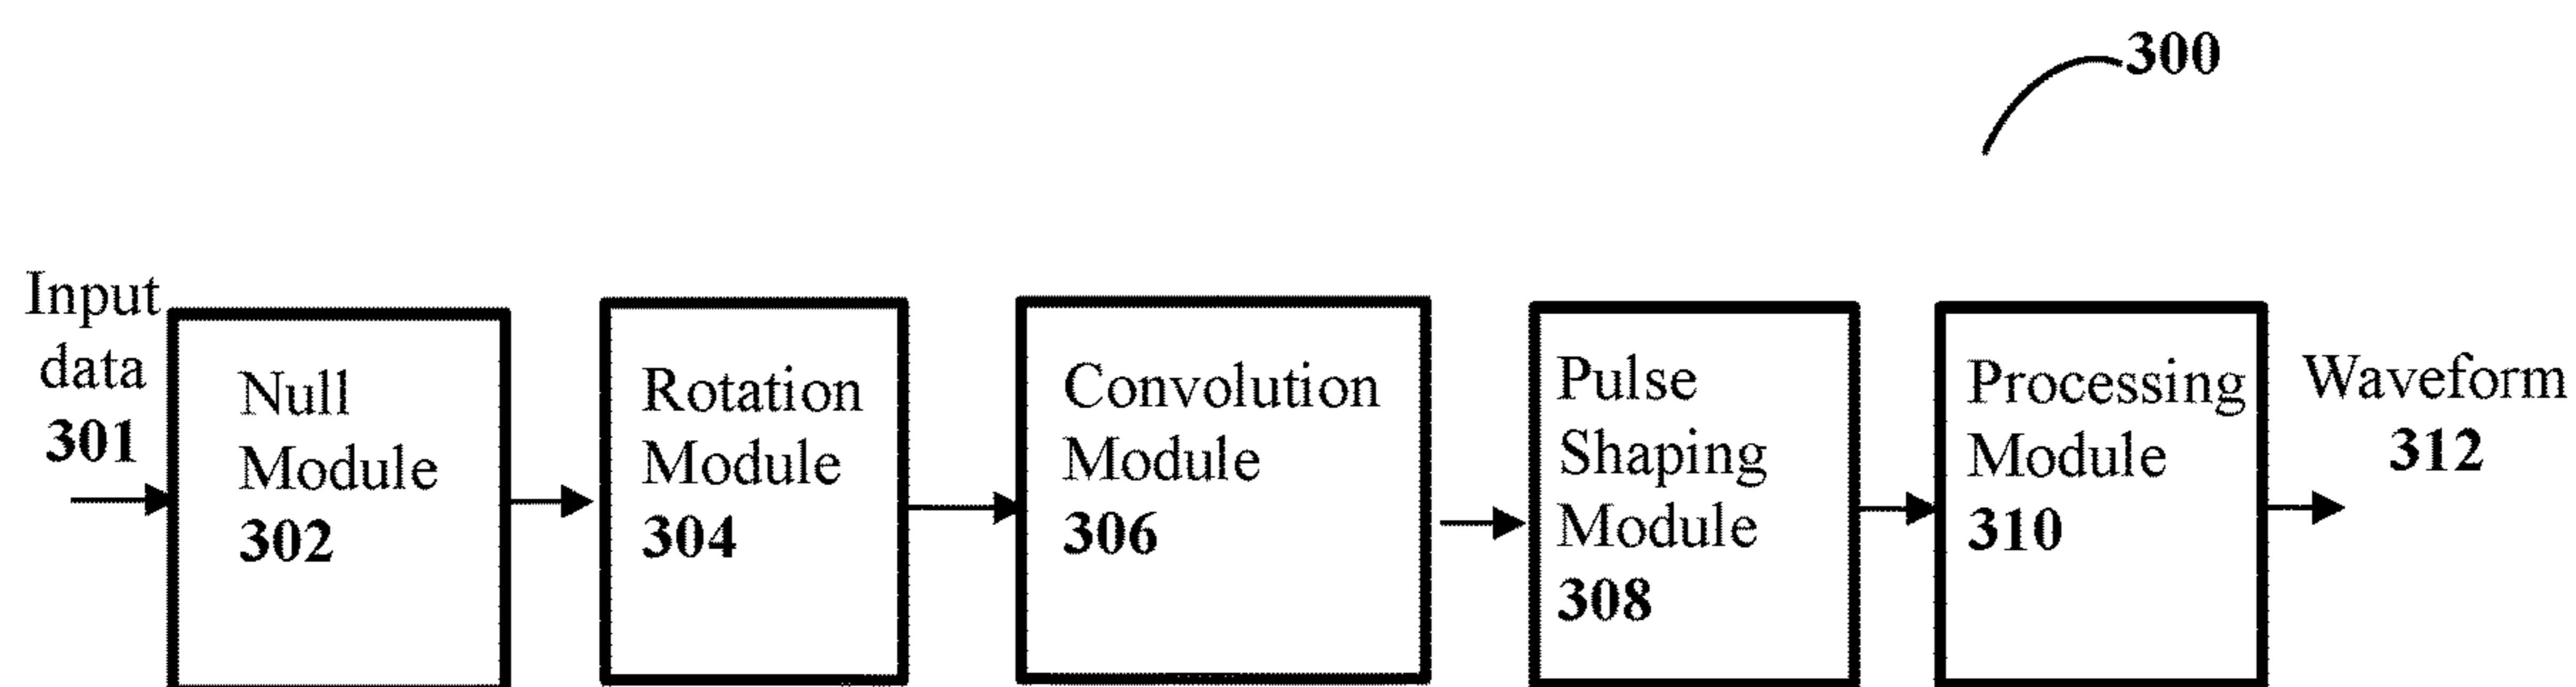 300
Input
data
301
Null
Module
302
Rotation
Module
304
Convolution
Module
306
Pulse
Shaping
Module
308
Processing
Module
310
Waveform
312